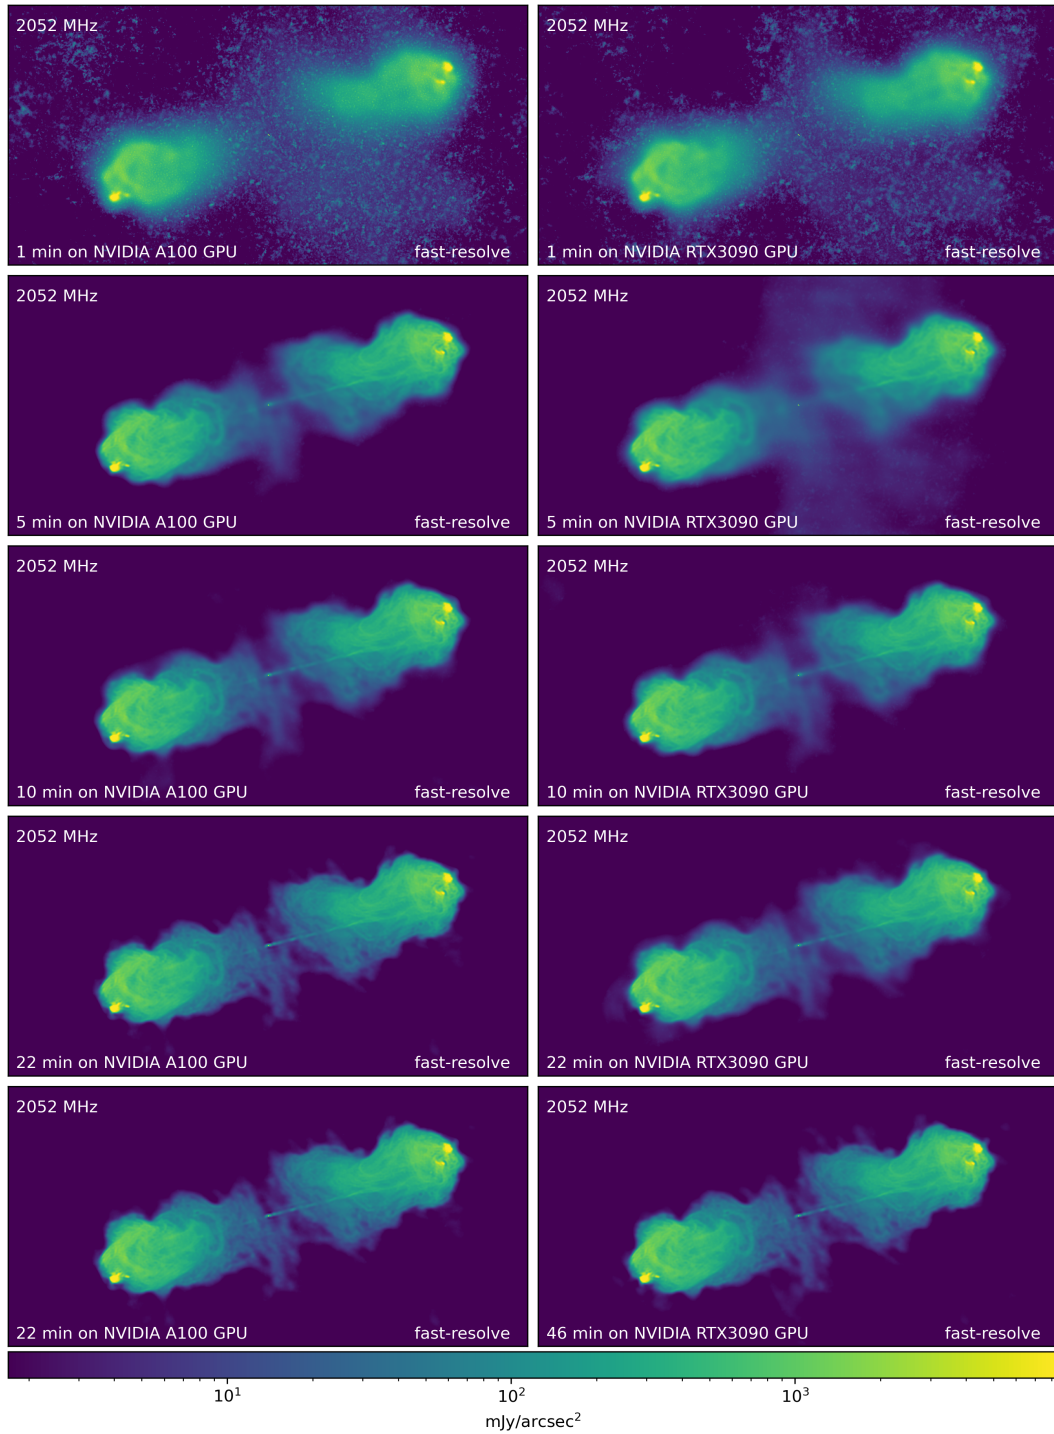 2052 MHz
1 min on NVIDIA A100 GPU
fast-resolve
2052 MHz
1 min on NVIDIA RTX3090 GPU
fast-resolve
2052 MHz
5 min on NVIDIA A100 GPU
fast-resolve
2052 MHz
5 min on NVIDIA RTX3090 GPU
fast-resolve
2052 MHz
10 min on NVIDIA A100 GPU
fast-resolve
2052 MHz
10 min on NVIDIA RTX3090 GPU
fast-resolve
2052 MHz
22 min on NVIDIA A100 GPU
fast-resolve
2052 MHz
22 min on NVIDIA RTX3090 GPU
fast-resolve
2052 MHz
22 min on NVIDIA A100 GPU
fast-resolve
2052 MHz
46 min on NVIDIA RTX3090 GPU
fast-resolve
10¹ 10² 10³
mJy/arcsec²